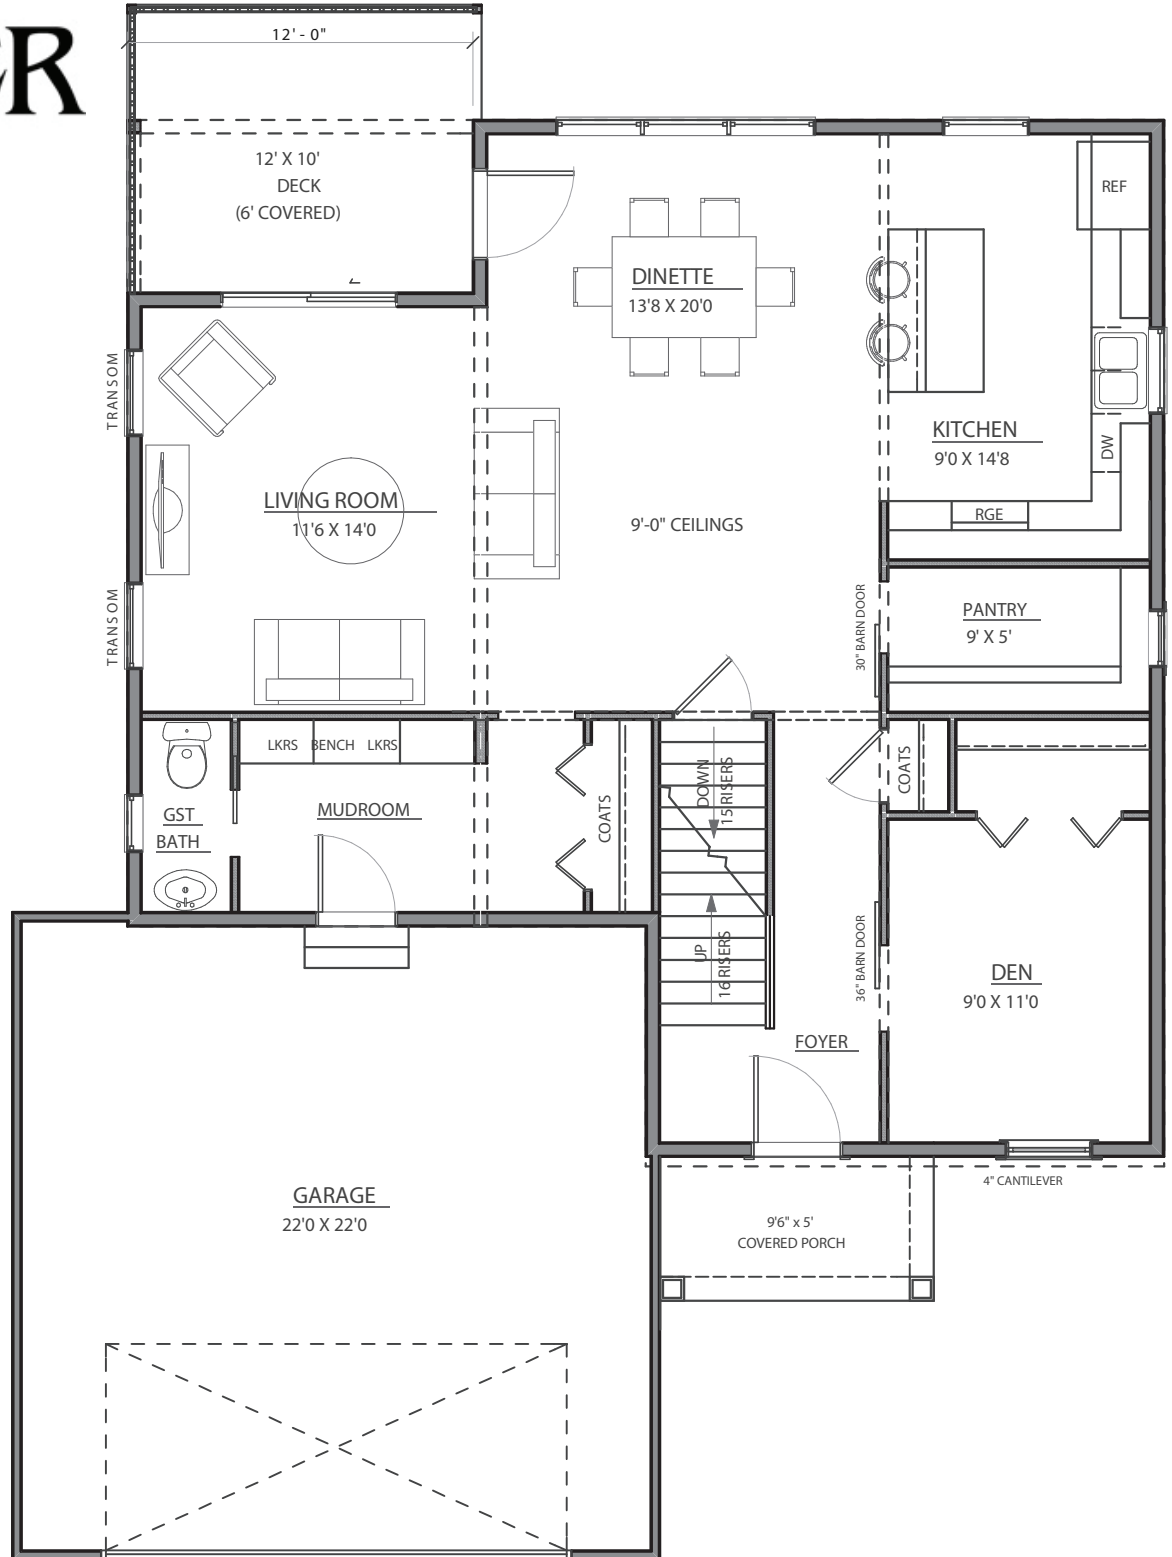 R
12' - 0"
12' X 10'
DECK
(6' COVERED)
REF
DINETTE
13'8 X 20'0
TRANSOM
KITCHEN
9'0 X 14'8
DW
LIVING ROOM
11'6 X 14'0
9'-0" CEILINGS
RGE
TRANSOM
30" BARN DOOR
PANTRY
9' X 5'
LKRS BENCH LKRS
GST
BATH
MUDROOM
COATS
DOWN
15 RISERS
COATS
UP
16 RISERS
36" BARN DOOR
DEN
9'0 X 11'0
FOYER
4" CANTILEVER
GARAGE
22'0 X 22'0
9'6" x 5'
COVERED PORCH